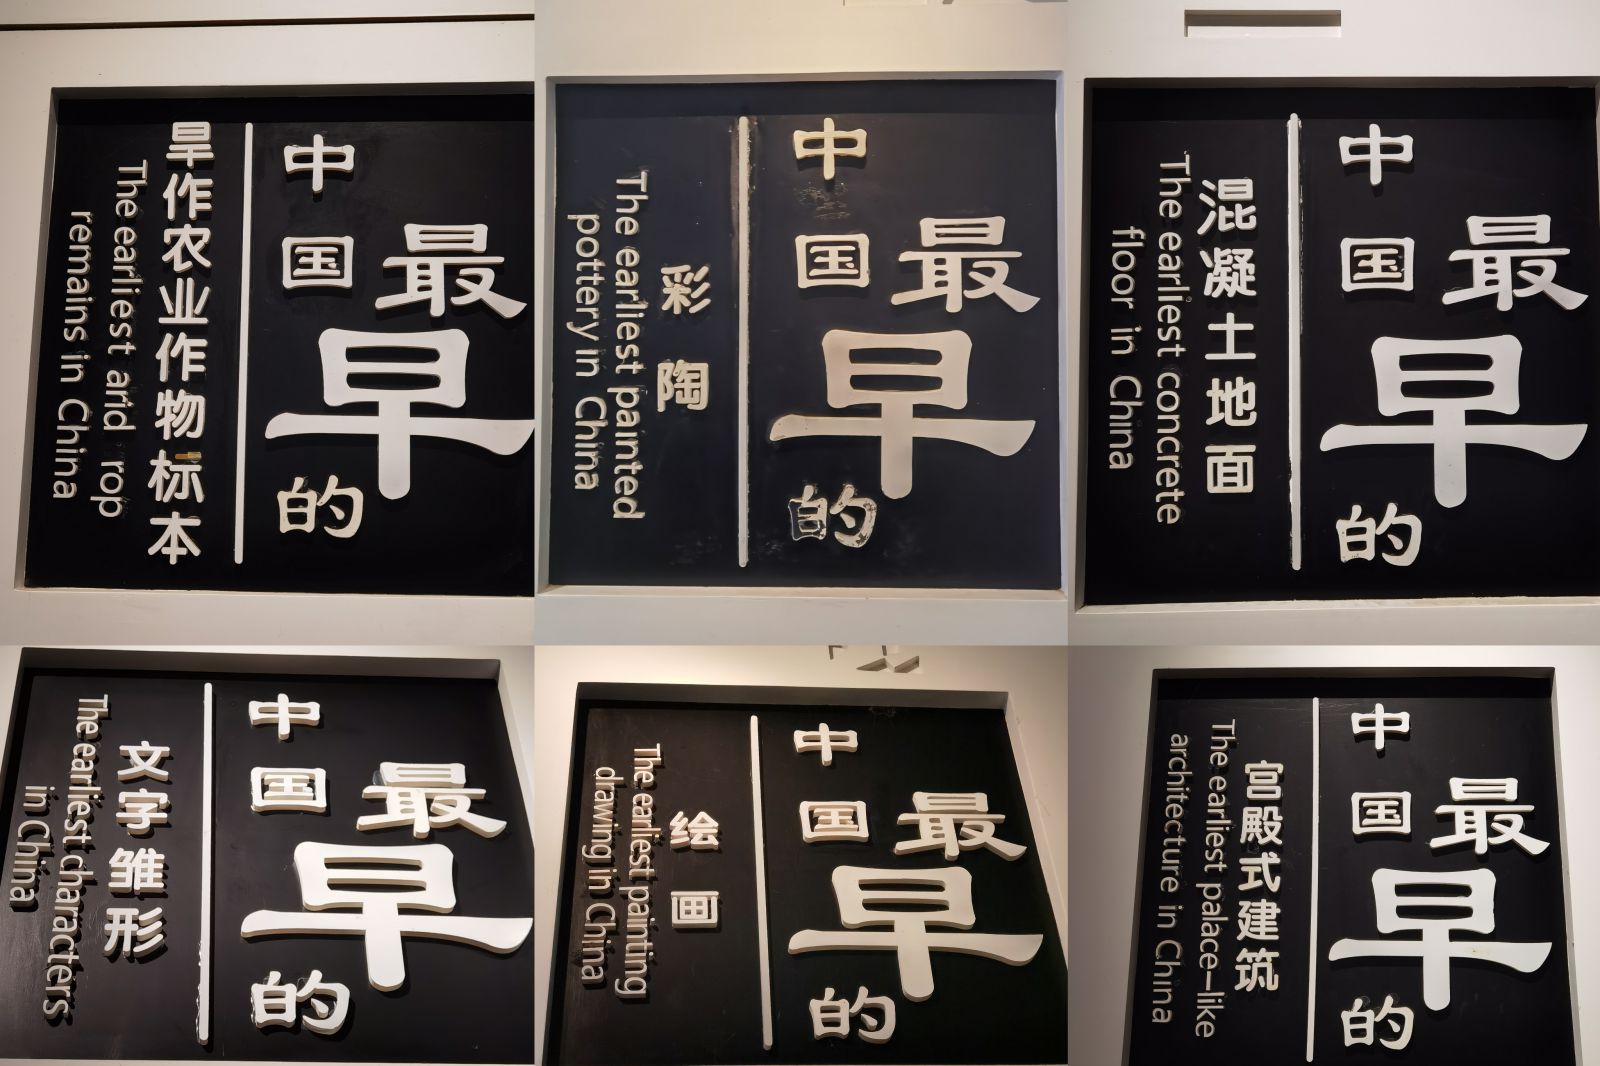 中国
最早
的
旱作农业作物标本
The earliest arid rop
remains in China
中国
最早
的
彩陶
The earliest painted
pottery in China
中国
最早
的
混凝土地面
The earliest concrete
floor in China
中国
最早
的
文字雏形
The earliest characters
in China
中国
最早
的
绘画
The earliest painting
drawing in China
中国
最早
的
宫殿式建筑
The earliest palace-like
architecture in China